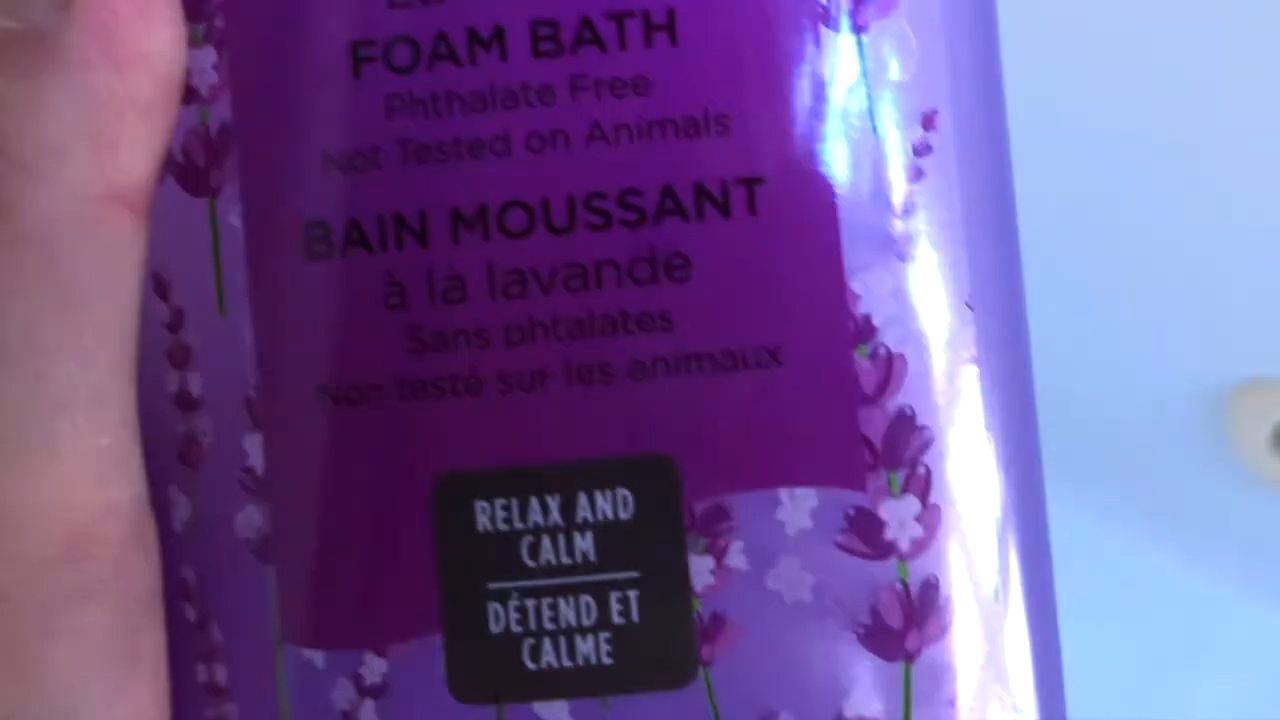 FOAM BATH
Phthalate Free
Not Tested on Animals
BAIN MOUSSANT
à la lavande
Sans phtalates
Non testé sur les animaux
RELAX AND
CALM
DÉTEND ET
CALME